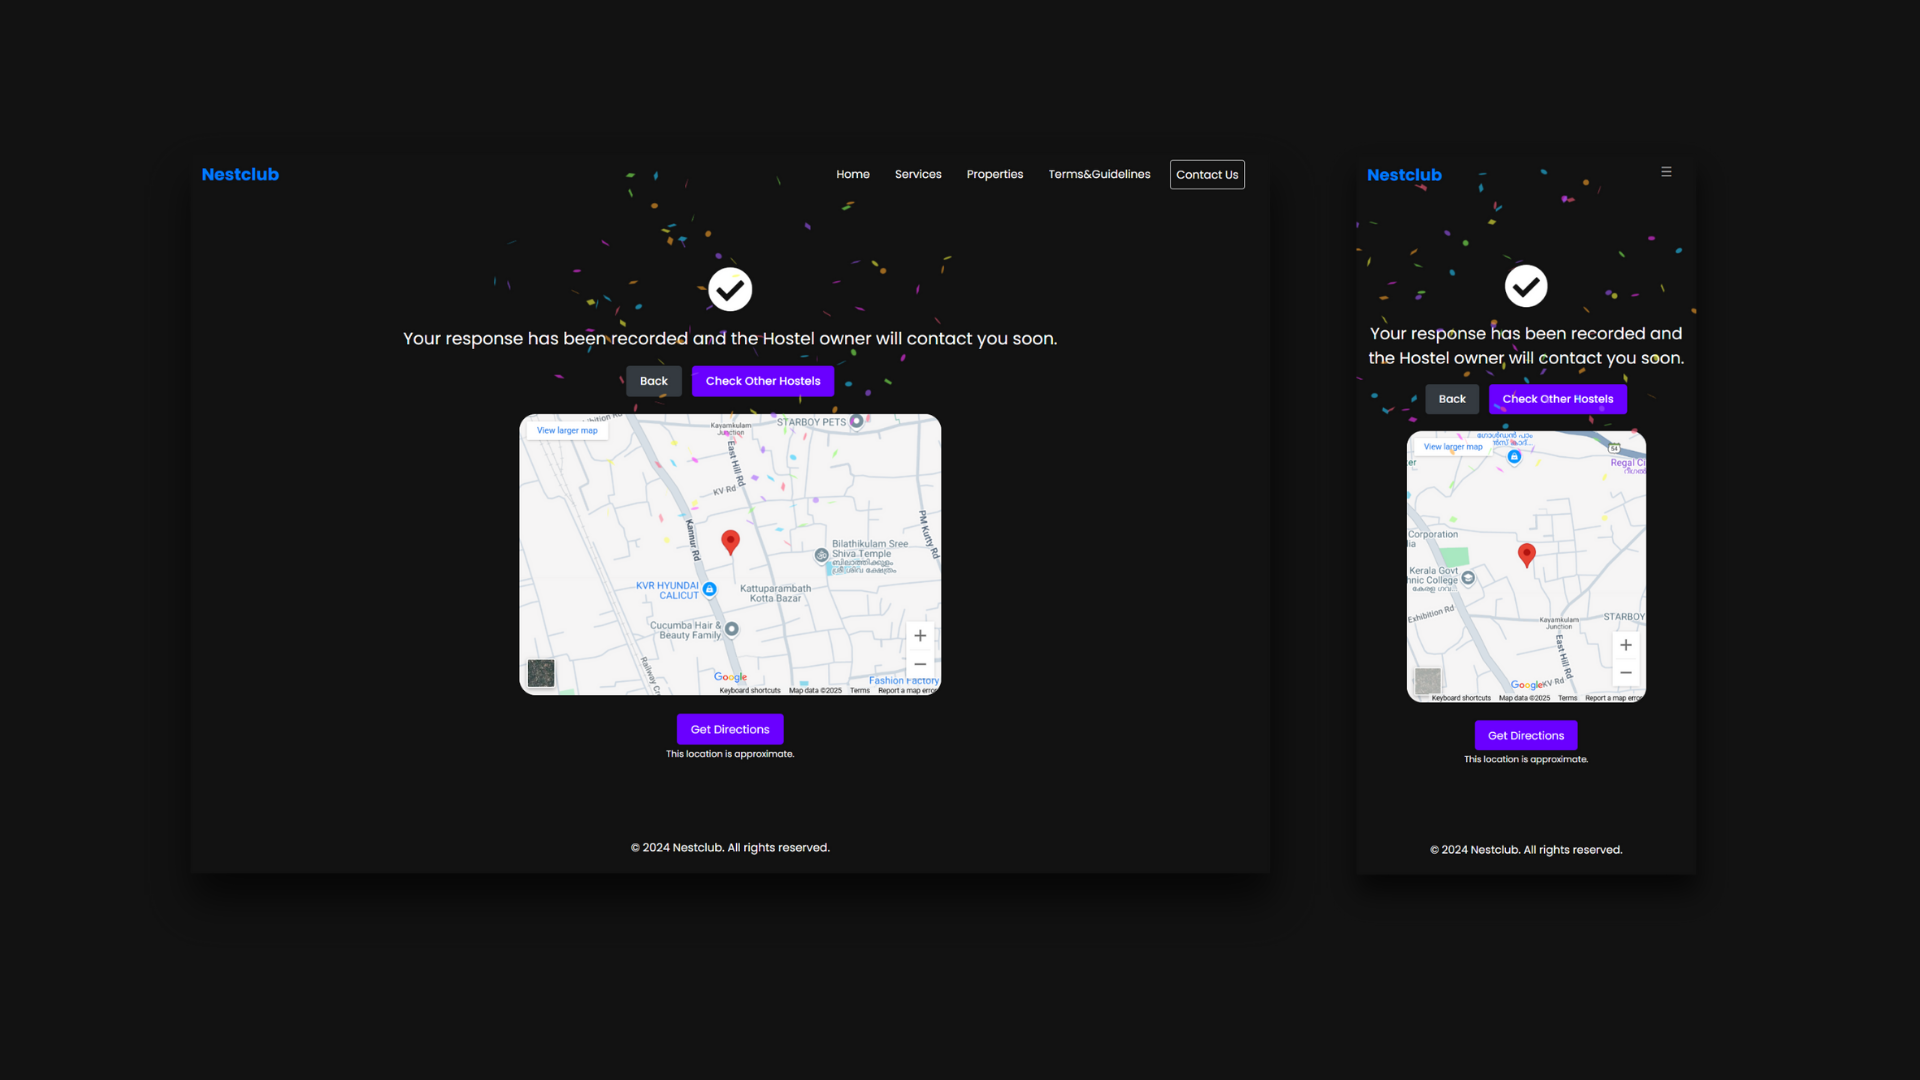 Nestclub
Home Services Properties Terms&Guidelines Contact Us
Your response has been recorded and the Hostel owner will contact you soon.
Back Check Other Hostels
View larger map
Exhibition Rd
Kayamkulam
Junction
STARBOY PETS
East Hill Rd
KV Rd
Kannur Rd
PM Kutty Rd
Bilathikulam Sree
Shiva Temple
ബിലാത്തിക്കുളം
ശ്രീ ശിവ ക്ഷേത്രം
KVR HYUNDAI
CALICUT
Kattuparambath
Kotta Bazar
Cucumba Hair &
Beauty Family
Railway
Google
Fashion Factory
Keyboard shortcuts Map data ©2025 Terms Report a map error
Get Directions
This location is approximate.
© 2024 Nestclub. All rights reserved.
Nestclub
Your response has been recorded and
the Hostel owner will contact you soon.
Back Check Other Hostels
ഗോൾഡൻ പാം
View larger map
54
Regal
Corporation
Kerala Govt
College
കേരള ഗവ...
Exhibition Rd
Kayamkulam
Junction
STARBOY
East Hill Rd
Google
KV Rd
Keyboard shortcuts Map data ©2025 Terms Report a map error
Get Directions
This location is approximate.
© 2024 Nestclub. All rights reserved.